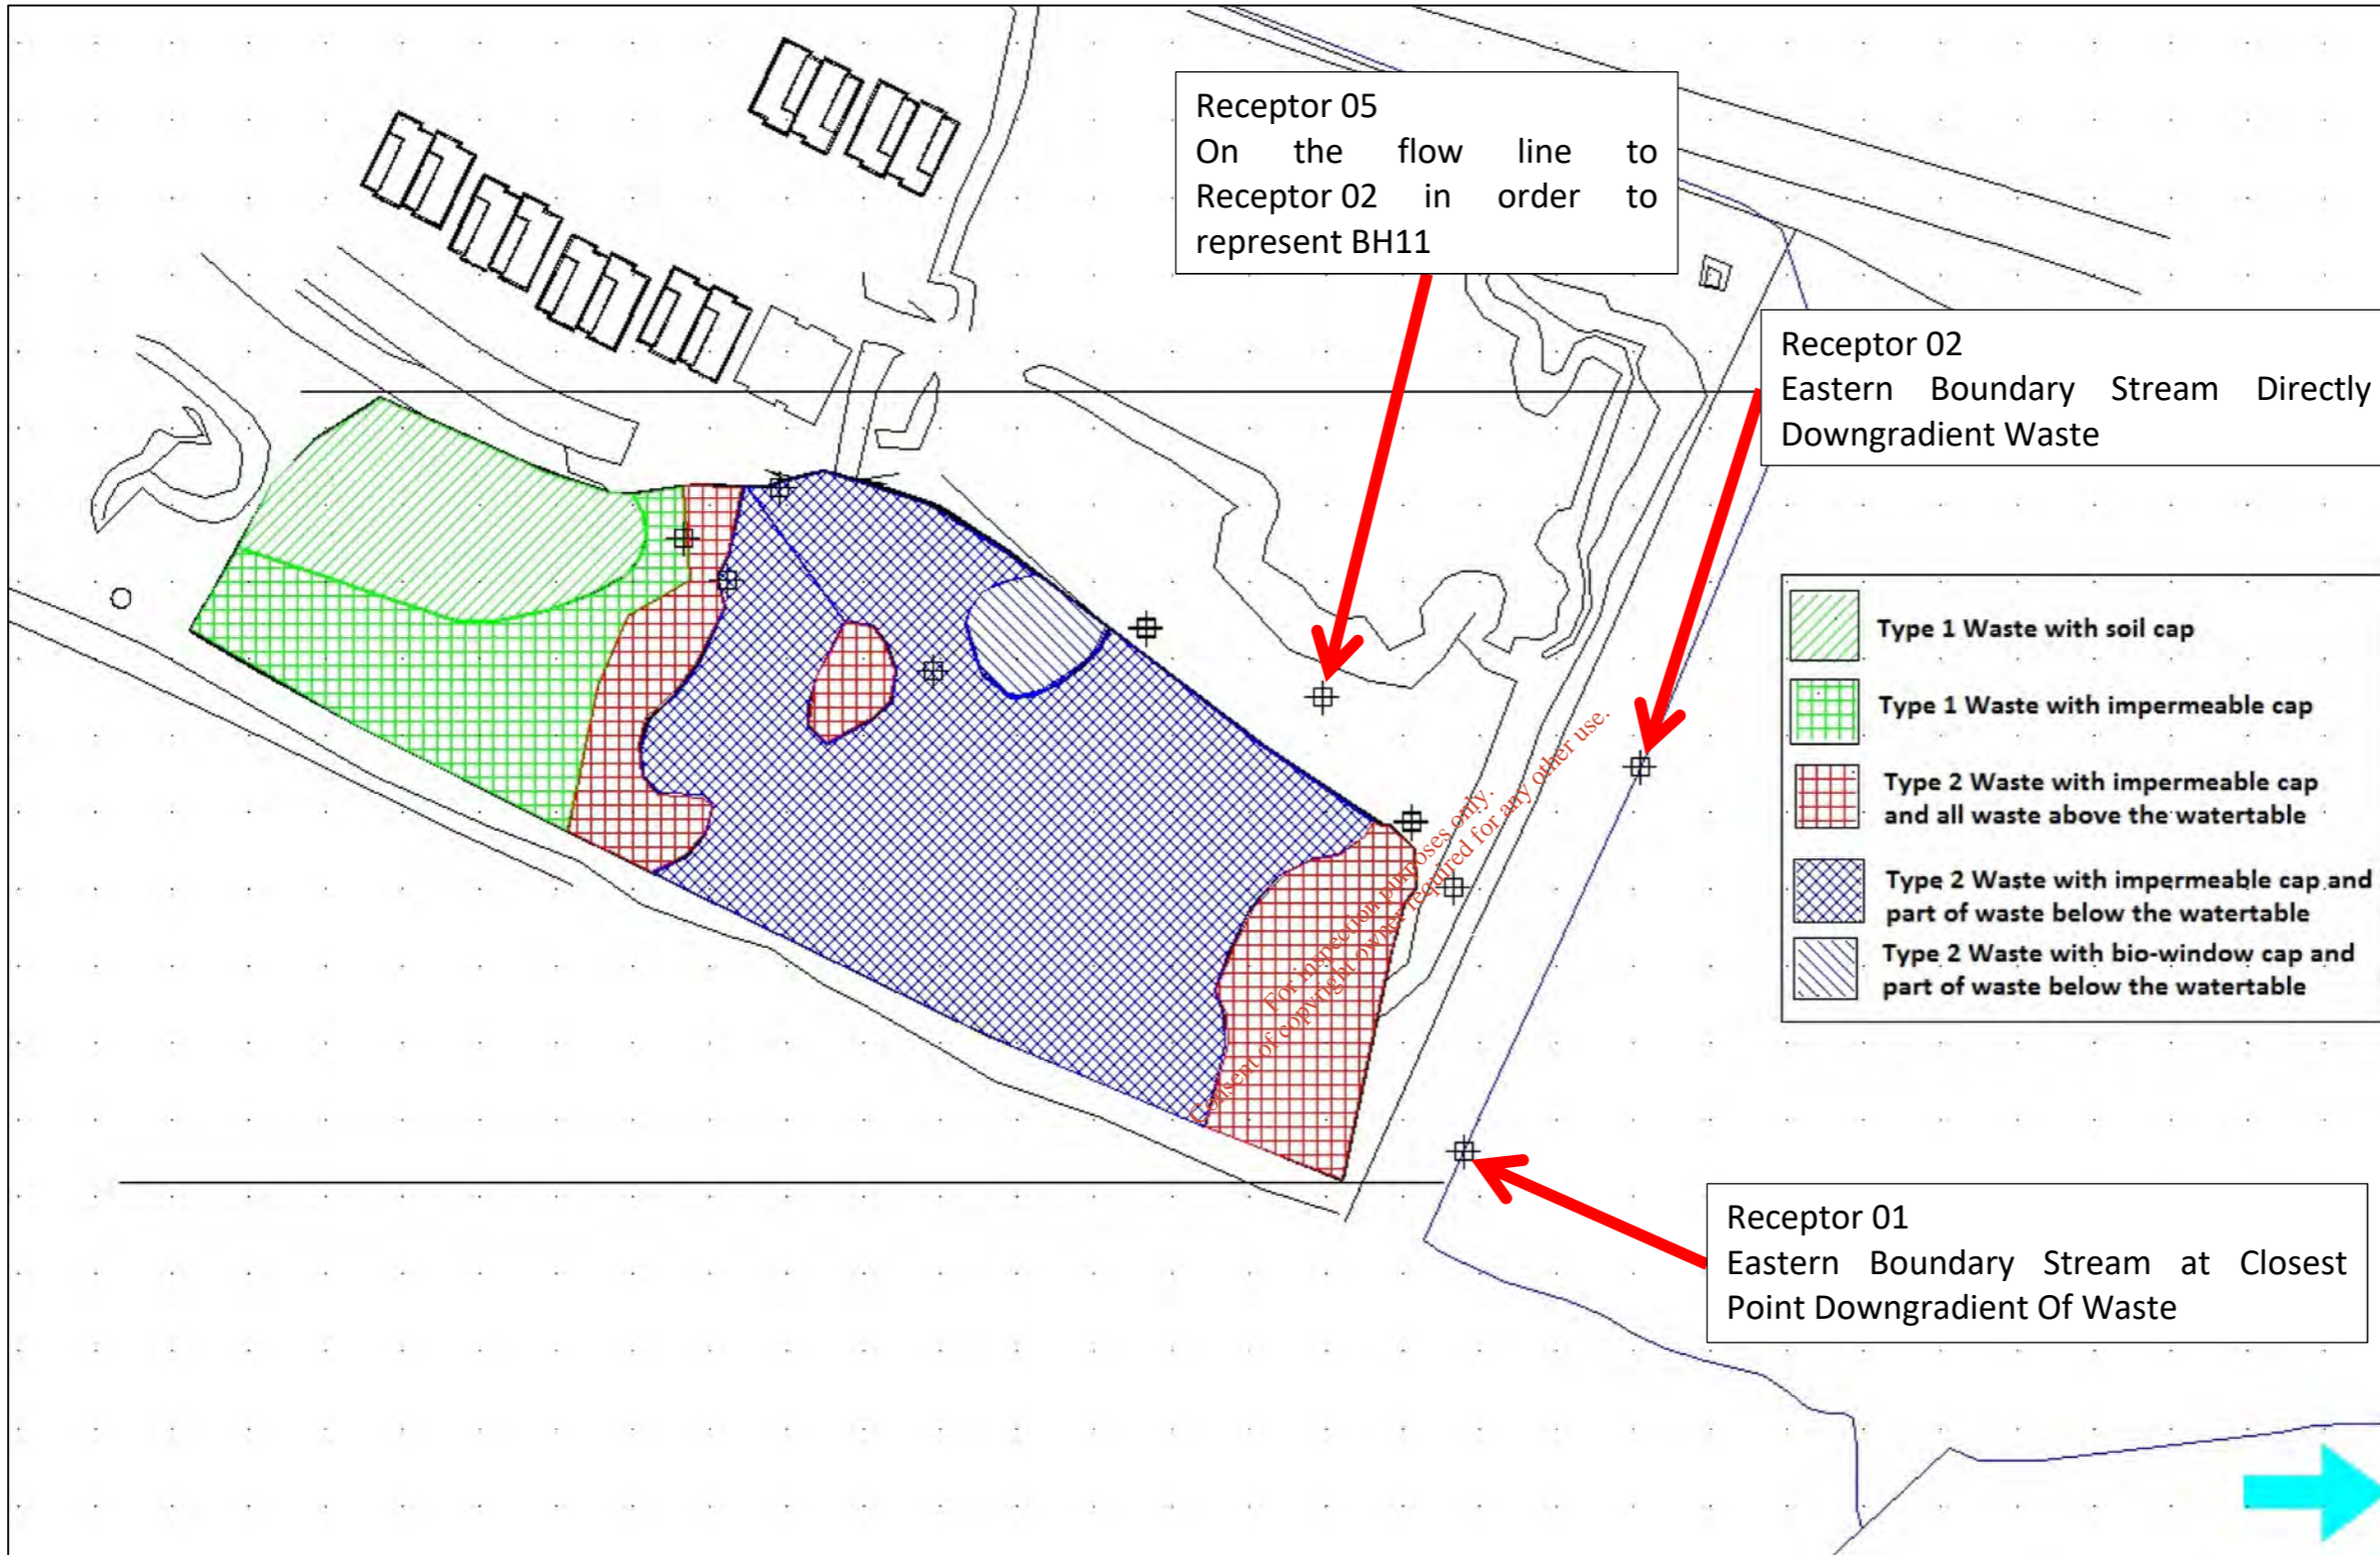 Receptor 05
On the flow line to
Receptor 02 in order to
represent BH11
Receptor 02
Eastern Boundary Stream Directly
Downgradient Waste
Type 1 Waste with soil cap
Type 1 Waste with impermeable cap
Type 2 Waste with impermeable cap
and all waste above the watertable
Type 2 Waste with impermeable cap and
part of waste below the watertable
Type 2 Waste with bio-window cap and
part of waste below the watertable
For inspection purposes only.
Consent of copyright owner required for any other use.
Receptor 01
Eastern Boundary Stream at Closest
Point Downgradient Of Waste